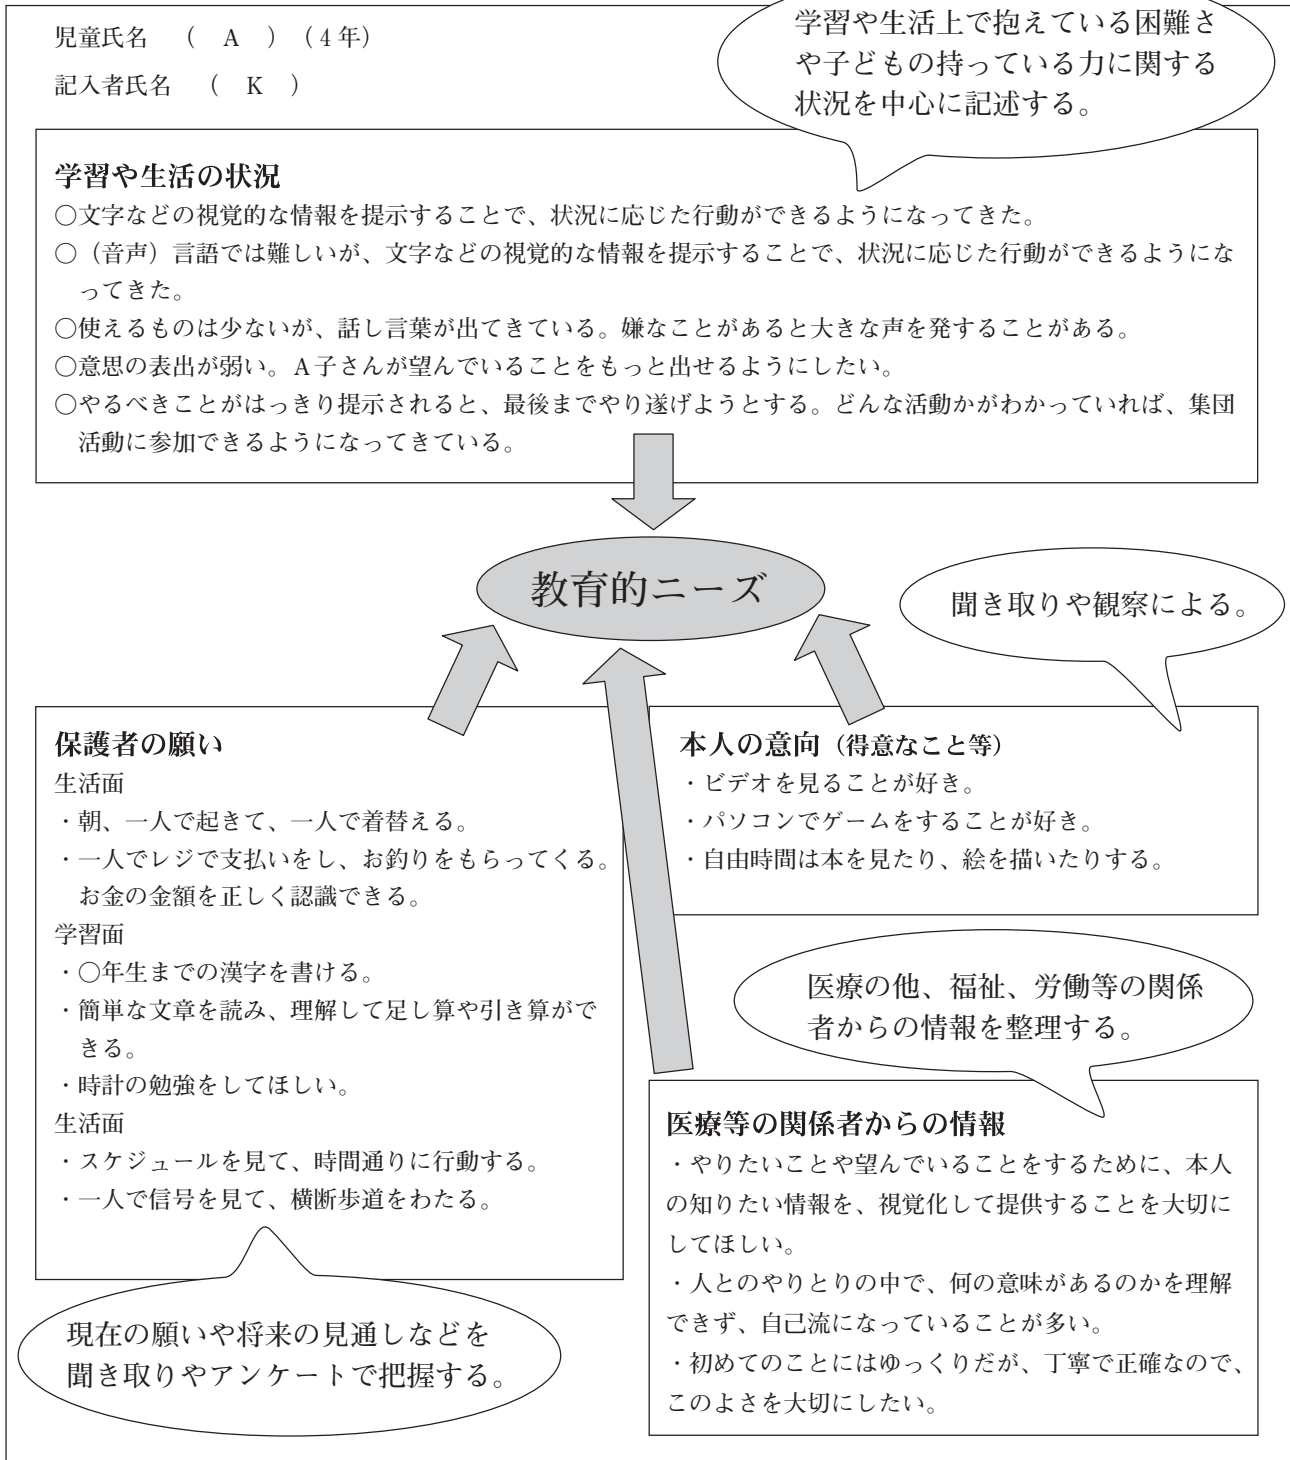 児童氏名　（　A　）（4年）
記入者氏名　（　K　）
学習や生活上で抱えている困難さ
や子どもの持っている力に関する
状況を中心に記述する。
学習や生活の状況
○文字などの視覚的な情報を提示することで、状況に応じた行動ができるようになってきた。
○（音声）言語では難しいが、文字などの視覚的な情報を提示することで、状況に応じた行動ができるようにな
ってきた。
○使えるものは少ないが、話し言葉が出てきている。嫌なことがあると大きな声を発することがある。
○意思の表出が弱い。A子さんが望んでいることをもっと出せるようにしたい。
○やるべきことがはっきり提示されると、最後までやり遂げようとする。どんな活動かがわかっていれば、集団
活動に参加できるようになってきている。
教育的ニーズ
聞き取りや観察による。
保護者の願い
生活面
・朝、一人で起きて、一人で着替える。
・一人でレジで支払いをし、お釣りをもらってくる。
お金の金額を正しく認識できる。
学習面
・○年生までの漢字を書ける。
・簡単な文章を読み、理解して足し算や引き算がで
きる。
・時計の勉強をしてほしい。
生活面
・スケジュールを見て、時間通りに行動する。
・一人で信号を見て、横断歩道をわたる。
現在の願いや将来の見通しなどを
聞き取りやアンケートで把握する。
本人の意向（得意なこと等）
・ビデオを見ることが好き。
・パソコンでゲームをすることが好き。
・自由時間は本を見たり、絵を描いたりする。
医療の他、福祉、労働等の関係
者からの情報を整理する。
医療等の関係者からの情報
・やりたいことや望んでいることをするために、本人
の知りたい情報を、視覚化して提供することを大切に
してほしい。
・人とのやりとりの中で、何の意味があるのかを理解
できず、自己流になっていることが多い。
・初めてのことにはゆっくりだが、丁寧で正確なので、
このよさを大切にしたい。